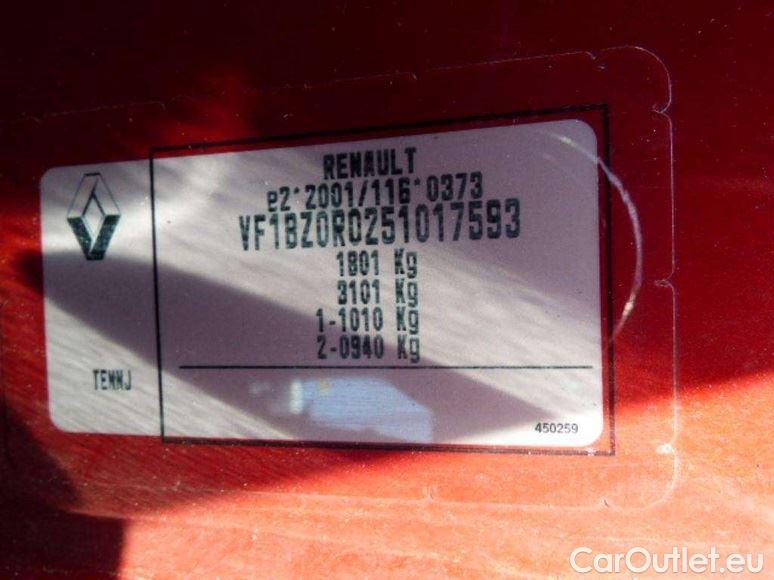 RENAULT
e2*2001/116*0373
VF1BZ0R0251017593
1801 Kg
3101 Kg
1-1010 Kg
2-0940 Kg
TEWWJ
450259
CarOutlet.eu